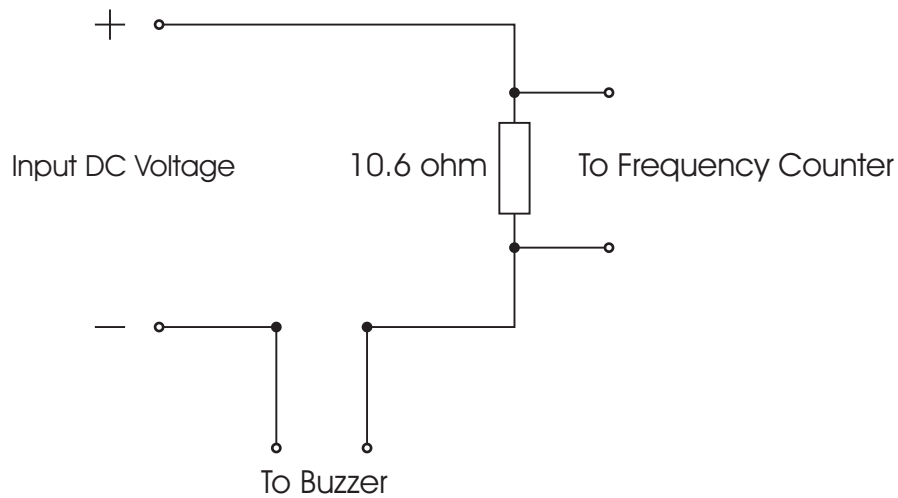 +
Input DC Voltage
10.6 ohm
To Frequency Counter
−
To Buzzer